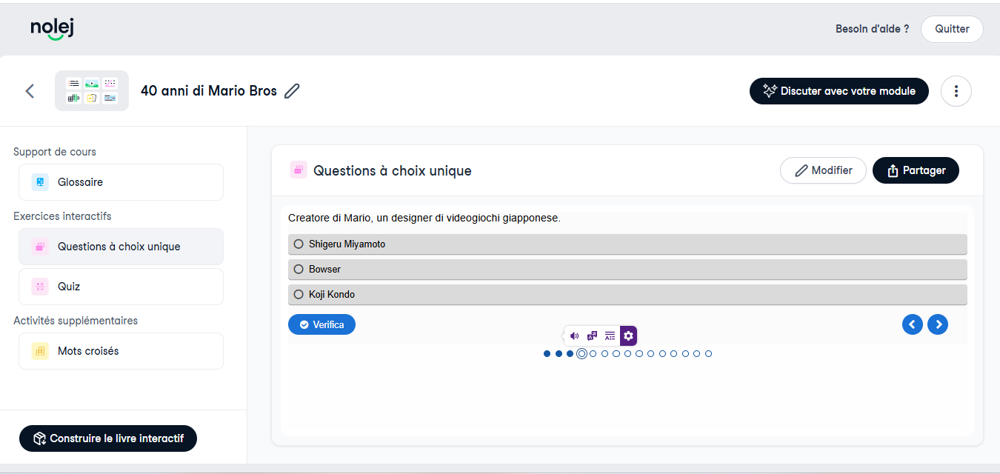 nolej
Besoin d'aide ?
Quitter
40 anni di Mario Bros
Discuter avec votre module
Support de cours
Glossaire
Exercices interactifs
Questions à choix unique
Quiz
Activités supplémentaires
Mots croisés
Construire le livre interactif
Questions à choix unique
Modifier
Partager
Creatore di Mario, un designer di videogiochi giapponese.
Shigeru Miyamoto
Bowser
Koji Kondo
Verifica